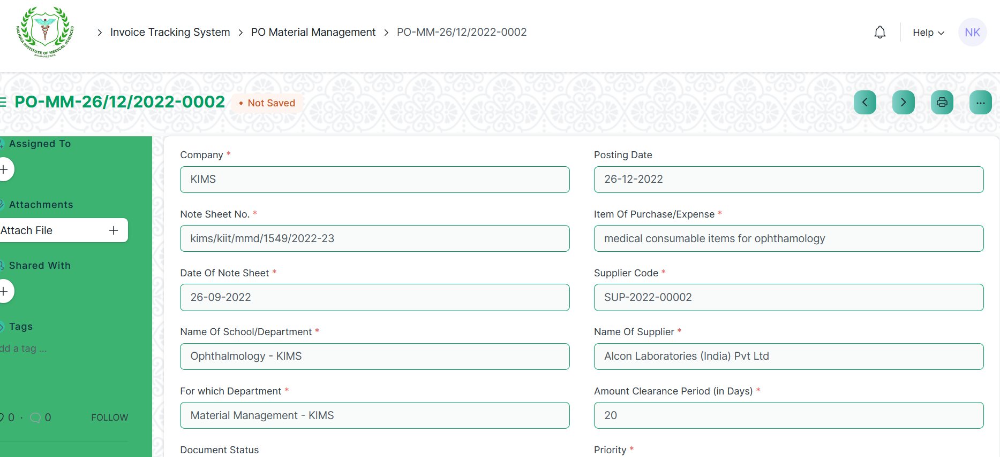 KALINGA INSTITUTE OF MEDICAL SCIENCES
BHUBANESWAR
Invoice Tracking System
PO Material Management
PO-MM-26/12/2022-0002
Help
NK
PO-MM-26/12/2022-0002
• Not Saved
Assigned To
Attachments
Attach File
Shared With
Tags
dd a tag ...
0 · 0
FOLLOW
Company *
KIMS
Posting Date
26-12-2022
Note Sheet No. *
kims/kiit/mmd/1549/2022-23
Item Of Purchase/Expense *
medical consumable items for ophthamology
Date Of Note Sheet *
26-09-2022
Supplier Code *
SUP-2022-00002
Name Of School/Department *
Ophthalmology - KIMS
Name Of Supplier *
Alcon Laboratories (India) Pvt Ltd
For which Department *
Material Management - KIMS
Amount Clearance Period (in Days) *
20
Document Status
Priority *